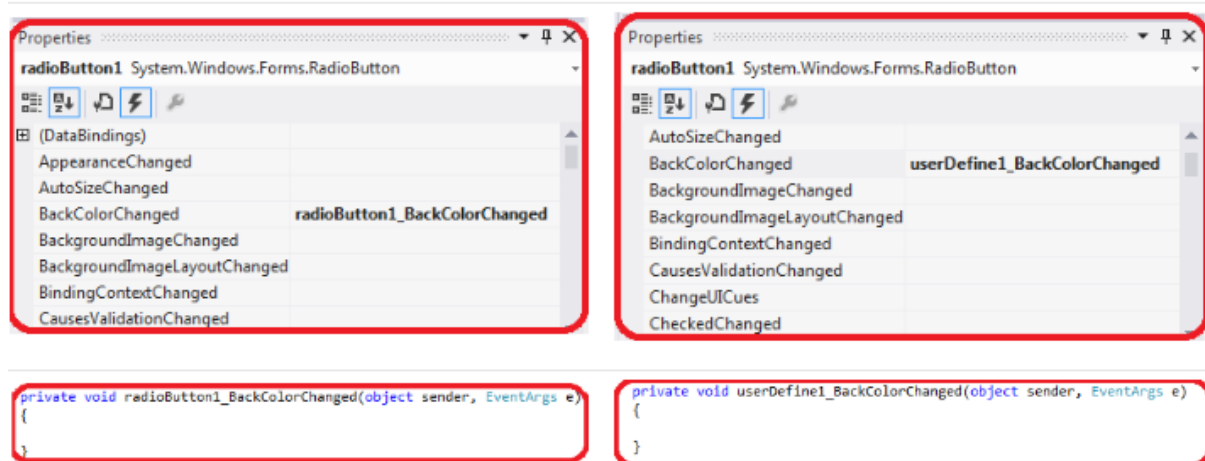 Properties
radioButton1 System.Windows.Forms.RadioButton
(DataBindings)
AppearanceChanged
AutoSizeChanged
BackColorChanged radioButton1_BackColorChanged
BackgroundImageChanged
BackgroundImageLayoutChanged
BindingContextChanged
CausesValidationChanged
Properties
radioButton1 System.Windows.Forms.RadioButton
AutoSizeChanged
BackColorChanged userDefine1_BackColorChanged
BackgroundImageChanged
BackgroundImageLayoutChanged
BindingContextChanged
CausesValidationChanged
ChangeUICues
CheckedChanged
private void radioButton1_BackColorChanged(object sender, EventArgs e)
{
}
private void userDefine1_BackColorChanged(object sender, EventArgs e)
{
}